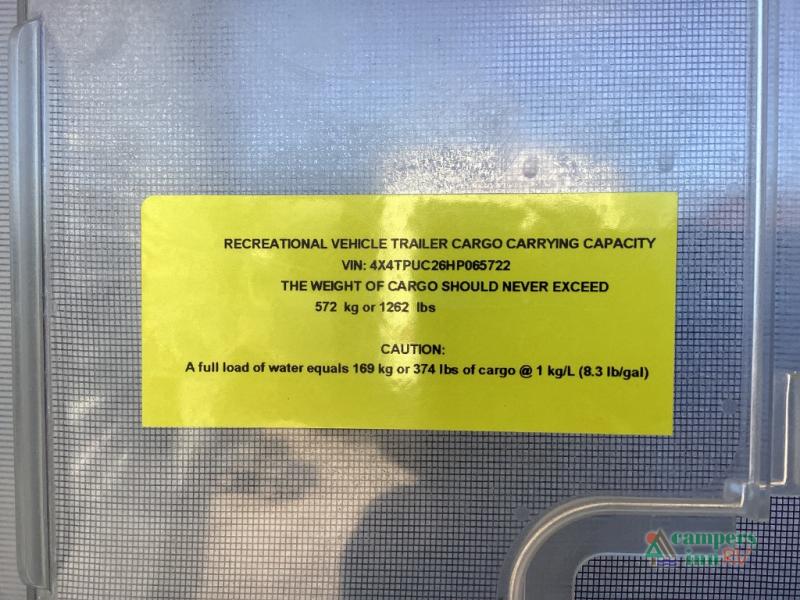 RECREATIONAL VEHICLE TRAILER CARGO CARRYING CAPACITY
VIN: 4X4TPUC26HP065722
THE WEIGHT OF CARGO SHOULD NEVER EXCEED
572 kg or 1262 lbs
CAUTION:
A full load of water equals 169 kg or 374 lbs of cargo @ 1 kg/L (8.3 lb/gal)
campers
inn RV